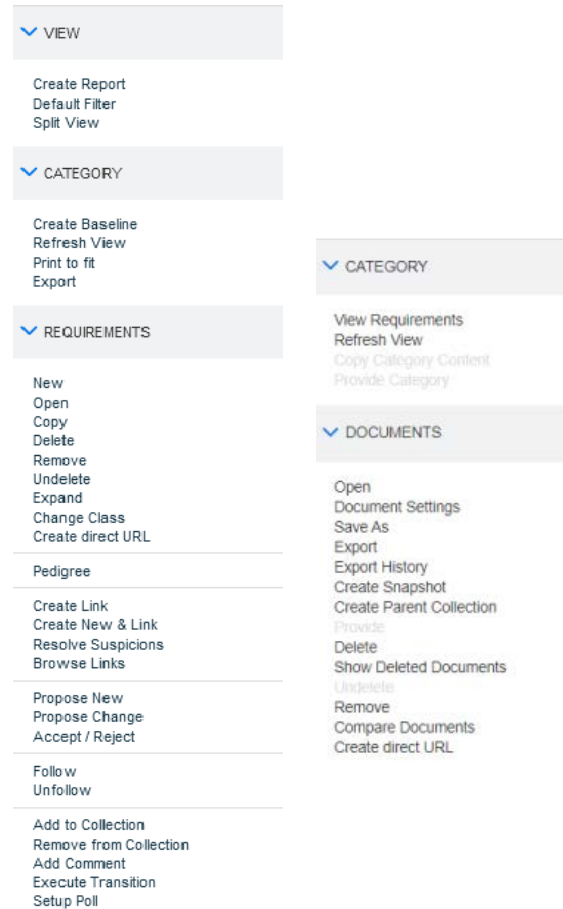 VIEW
Create Report
Default Filter
Split View
CATEGORY
Create Baseline
Refresh View
Print to fit
Export
REQUIREMENTS
New
Open
Copy
Delete
Remove
Undelete
Expand
Change Class
Create direct URL
Pedigree
Create Link
Create New & Link
Resolve Suspicions
Browse Links
Propose New
Propose Change
Accept / Reject
Follow
Unfollow
Add to Collection
Remove from Collection
Add Comment
Execute Transition
Setup Poll
CATEGORY
View Requirements
Refresh View
Copy Category Content
Provide Category
DOCUMENTS
Open
Document Settings
Save As
Export
Export History
Create Snapshot
Create Parent Collection
Provide
Delete
Show Deleted Documents
Undelete
Remove
Compare Documents
Create direct URL